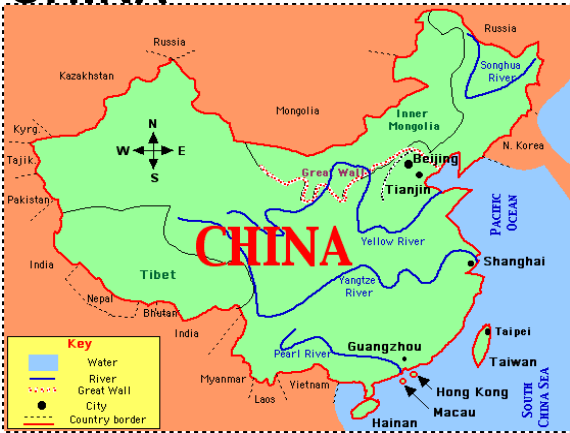 Russia
Russia
Kazakhstan
Songhua
River
Mongolia
Inner
Mongolia
Kyrg.
N
W E
S
Tajik.
N. Korea
Great Wall
Beijing
Tianjin
Pakistan
PACIFIC
OCEAN
CHINA
Yellow River
India
Shanghai
Tibet
Yangtze
River
Nepal
Bhutan
India
Taipei
Taiwan
Guangzhou
Pearl River
Key
Water
River
Great Wall
City
Country border
Myanmar
Laos
Vietnam
Hong Kong
Macau
Hainan
SOUTH
CHINA SEA